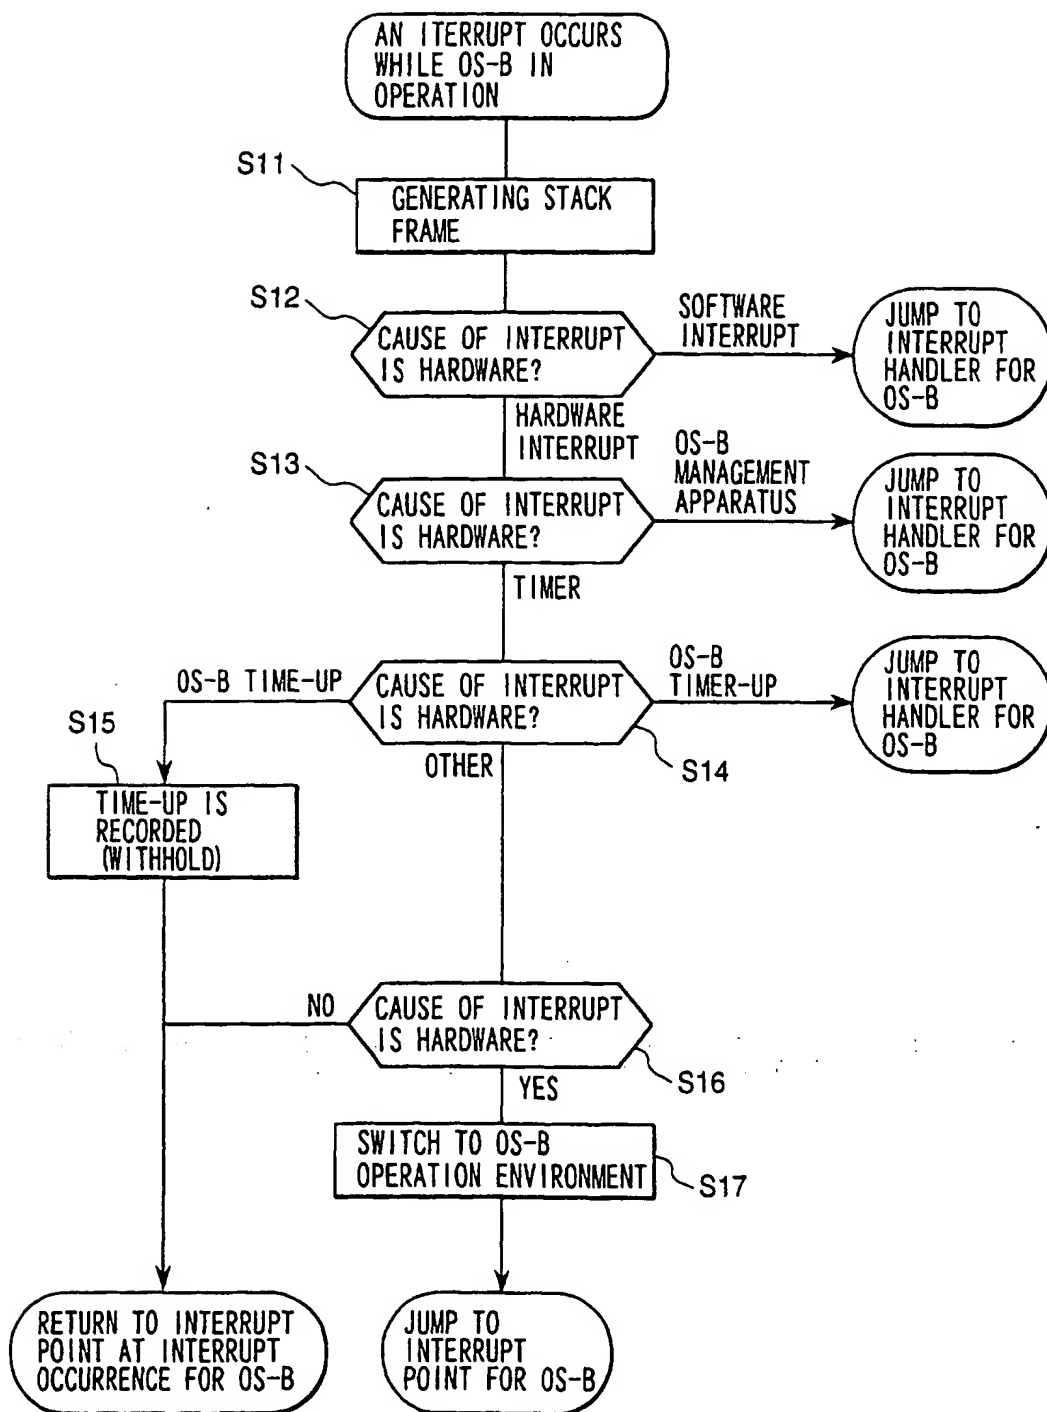 AN ITERRUPT OCCURS
WHILE OS-B IN
OPERATION
S11
GENERATING STACK
FRAME
S12
CAUSE OF INTERRUPT
IS HARDWARE?
SOFTWARE
INTERRUPT
JUMP TO
INTERRUPT
HANDLER FOR
OS-B
HARDWARE
INTERRUPT
S13
CAUSE OF INTERRUPT
IS HARDWARE?
OS-B
MANAGEMENT
APPARATUS
JUMP TO
INTERRUPT
HANDLER FOR
OS-B
TIMER
OS-B TIME-UP
CAUSE OF INTERRUPT
IS HARDWARE?
OS-B
TIMER-UP
JUMP TO
INTERRUPT
HANDLER FOR
OS-B
S14
OTHER
S15
TIME-UP IS
RECORDED
(WITHHOLD)
NO
CAUSE OF INTERRUPT
IS HARDWARE?
S16
YES
SWITCH TO OS-B
OPERATION ENVIRONMENT
S17
RETURN TO INTERRUPT
POINT AT INTERRUPT
OCCURRENCE FOR OS-B
JUMP TO
INTERRUPT
POINT FOR OS-B